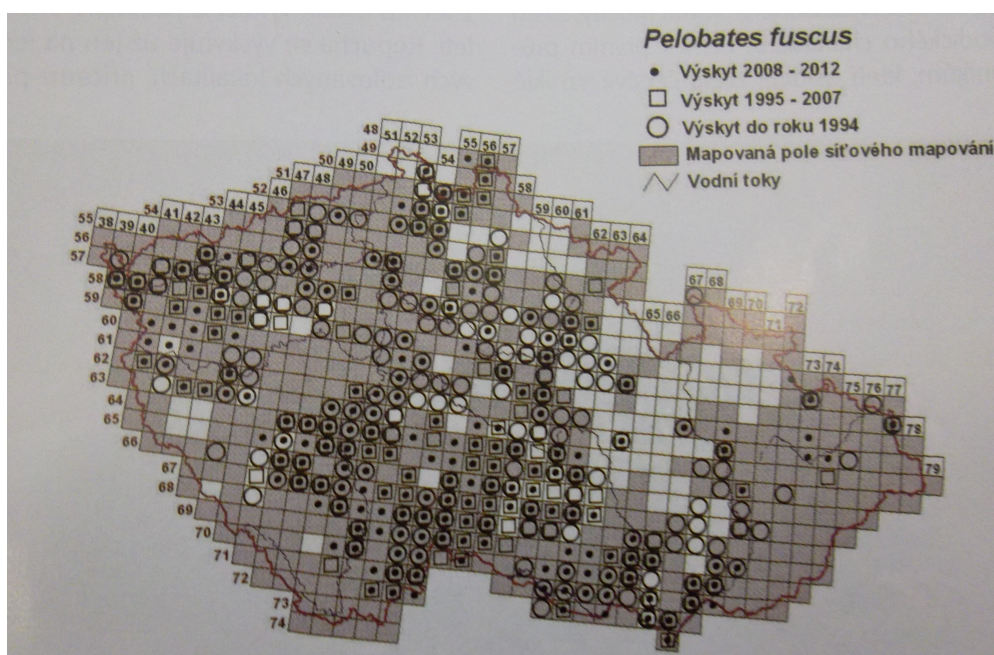 Pelobates fuscus
Výskyt 2008 - 2012
Výskyt 1995 - 2007
Výskyt do roku 1994
Mapovaná pole síťového mapování
Vodní toky
48 51 52 53
49 54 55 56 57
50 49 50 58
51 47 48 59 60 61
52 46 62 63 64
53 44 45 65 66
54 41 42 43 67 68
55 38 39 40 69 70
56 71 72
57 73 74
58 75 76 77
59 78
60 79
61
62
63
64
65
66
67
68
69
70
71
72
73
74